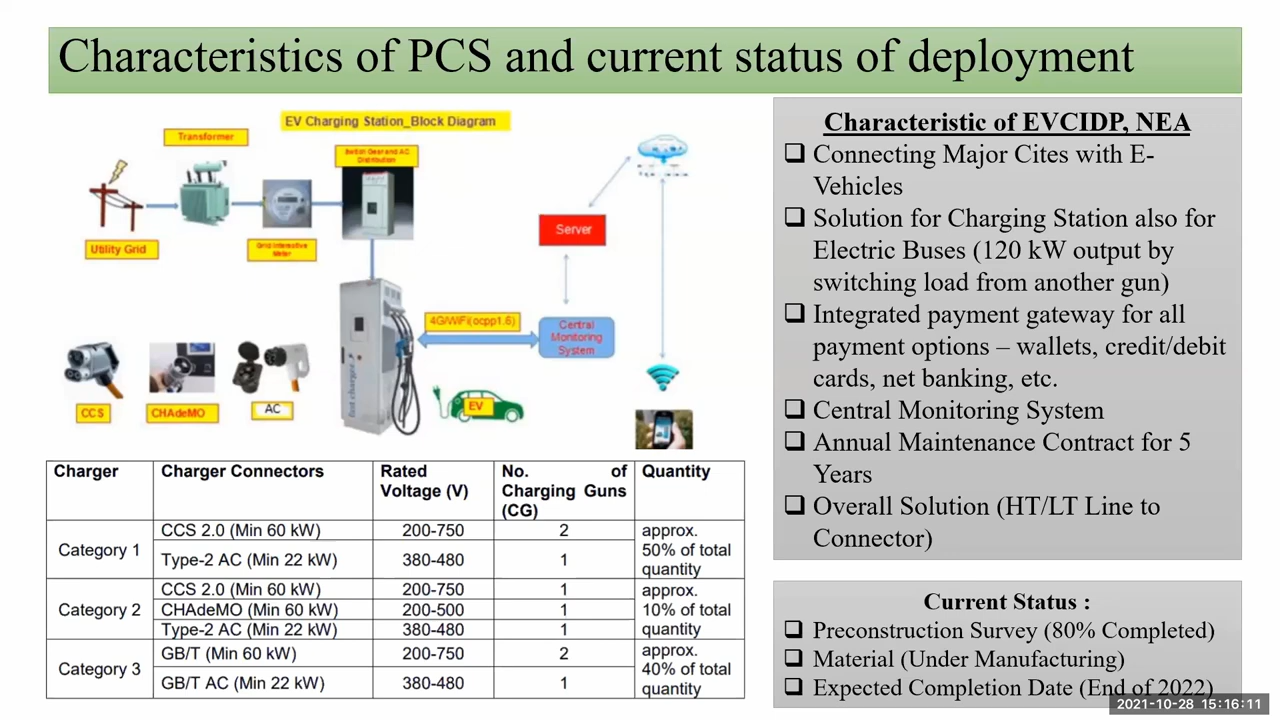 Characteristics of PCS and current status of deployment
EV Charging Station_Block Diagram
Transformer
Switch Gear and AC
Distribution
Utility Grid
Grid Interactive
Meter
Server
4G/WiFi(ocpp1.6)
Central
Monitoring
System
fast charger
CCS
CHAdeMO
AC
EV
Charger
Charger Connectors
Rated
Voltage (V)
No. of
Charging Guns
(CG)
Quantity
Category 1
CCS 2.0 (Min 60 kW) 200-750 2
Type-2 AC (Min 22 kW) 380-480 1
approx.
50% of total
quantity
Category 2
CCS 2.0 (Min 60 kW) 200-750 1
CHAdeMO (Min 60 kW) 200-500 1
Type-2 AC (Min 22 kW) 380-480 1
approx.
10% of total
quantity
Category 3
GB/T (Min 60 kW) 200-750 2
GB/T AC (Min 22 kW) 380-480 1
approx.
40% of total
quantity
Characteristic of EVCIDP, NEA
Connecting Major Cites with E-
Vehicles
Solution for Charging Station also for
Electric Buses (120 kW output by
switching load from another gun)
Integrated payment gateway for all
payment options – wallets, credit/debit
cards, net banking, etc.
Central Monitoring System
Annual Maintenance Contract for 5
Years
Overall Solution (HT/LT Line to
Connector)
Current Status :
Preconstruction Survey (80% Completed)
Material (Under Manufacturing)
Expected Completion Date (End of 2022)
2021-10-28 15:16:11